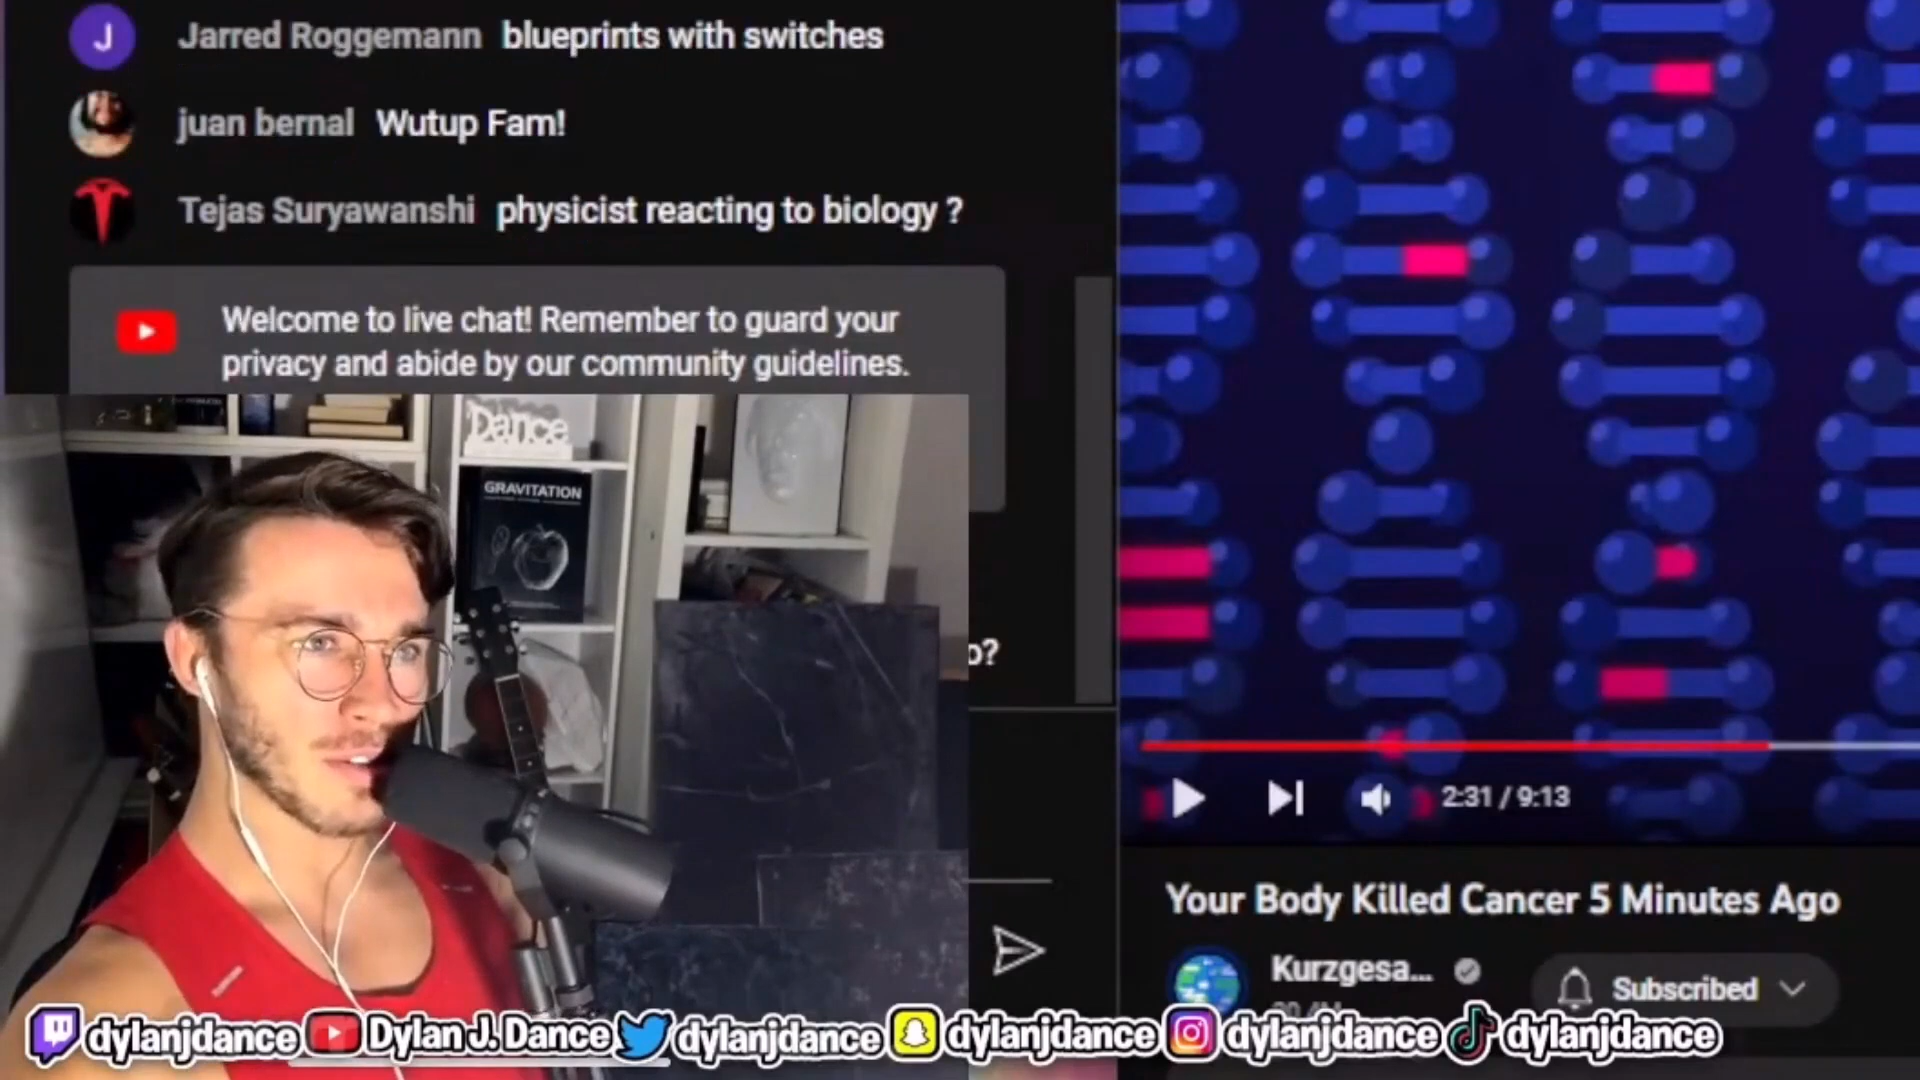 J
Jarred Roggemann blueprints with switches
juan bernal Wutup Fam!
Tejas Suryawanshi physicist reacting to biology ?
Welcome to live chat! Remember to guard your
privacy and abide by our community guidelines.
Dance
GRAVITATION
o?
2:31 / 9:13
Your Body Killed Cancer 5 Minutes Ago
Kurzgesa...
Subscribed
dylanjdance Dylan J. Dance dylanjdance dylanjdance dylanjdance dylanjdance